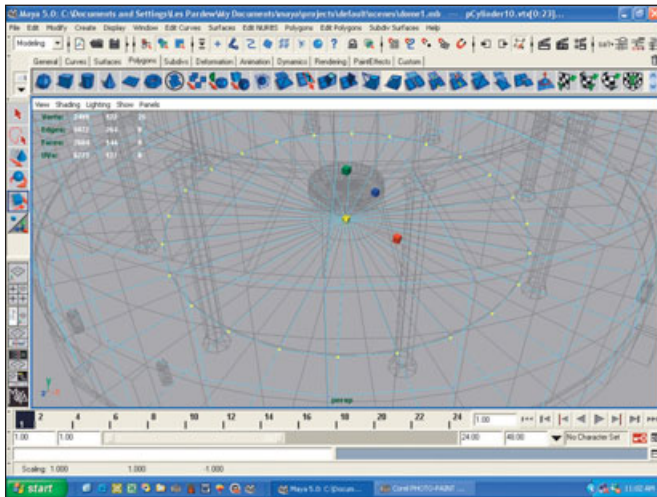 Maya 5.0: C:\Documents and Settings\Les Pardew\My Documents\maya\projects\default\scenes\dome1.mb --- pCylinder10.vtx[0:23]...
File Edit Modify Create Display Window Edit Curves Surfaces Edit NURBS Polygons Edit Polygons Subdiv Surfaces Help
Modeling
General Curves Surfaces Polygons Subdivs Deformation Animation Dynamics Rendering PaintEffects Custom
View Shading Lighting Show Panels
Verts:
Edges:
Faces:
UVs:
y
persp
1 2 4 6 8 10 12 14 16 18 20 22 24 1.00
1.00 1.00 24.00 48.00 No Character Set
Scaling: 1.000 1.000 -1.000
start Maya 5.0: C:\Docum... Corel PHOTO-PAINT ... 11:02 AM